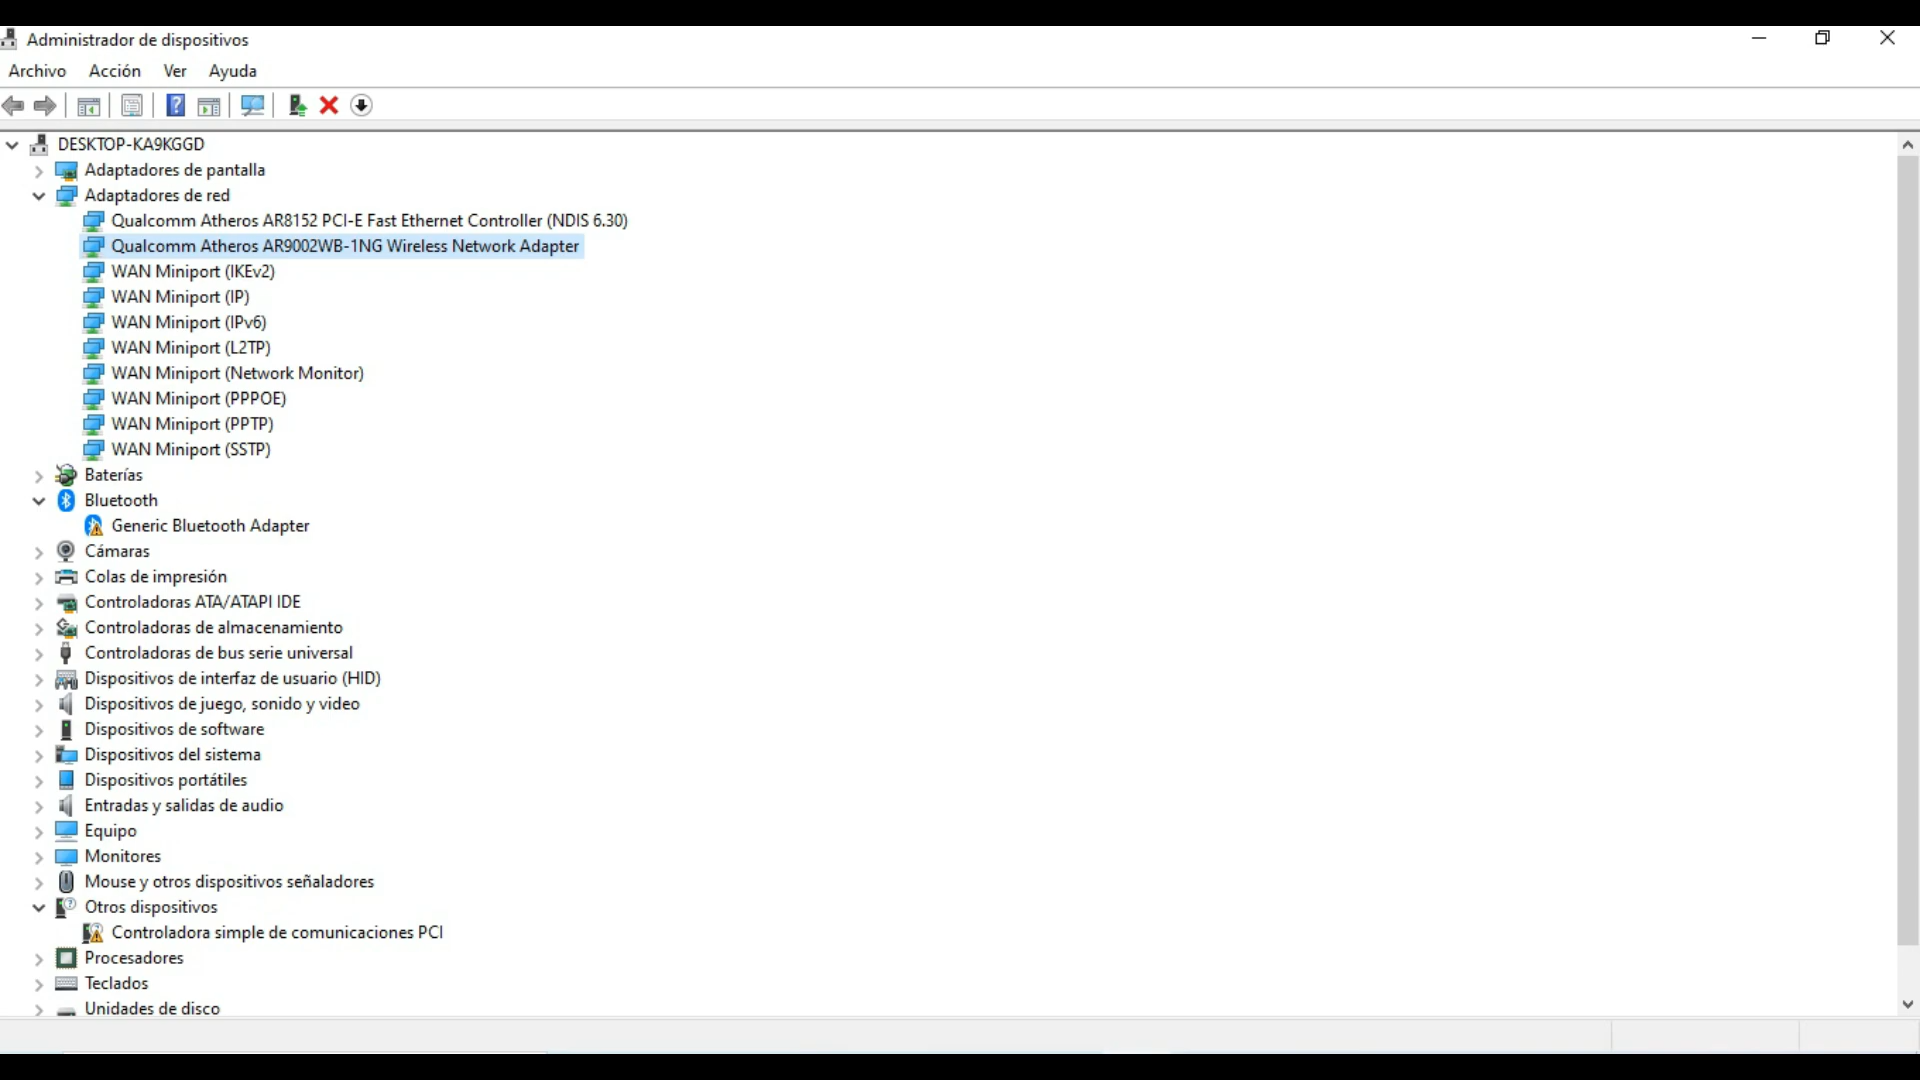 Administrador de dispositivos
Archivo Acción Ver Ayuda
DESKTOP-KA9KGGD
Adaptadores de pantalla
Adaptadores de red
Qualcomm Atheros AR8152 PCI-E Fast Ethernet Controller (NDIS 6.30)
Qualcomm Atheros AR9002WB-1NG Wireless Network Adapter
WAN Miniport (IKEv2)
WAN Miniport (IP)
WAN Miniport (IPv6)
WAN Miniport (L2TP)
WAN Miniport (Network Monitor)
WAN Miniport (PPPOE)
WAN Miniport (PPTP)
WAN Miniport (SSTP)
Baterías
Bluetooth
Generic Bluetooth Adapter
Cámaras
Colas de impresión
Controladoras ATA/ATAPI IDE
Controladoras de almacenamiento
Controladoras de bus serie universal
Dispositivos de interfaz de usuario (HID)
Dispositivos de juego, sonido y video
Dispositivos de software
Dispositivos del sistema
Dispositivos portátiles
Entradas y salidas de audio
Equipo
Monitores
Mouse y otros dispositivos señaladores
Otros dispositivos
Controladora simple de comunicaciones PCI
Procesadores
Teclados
Unidades de disco